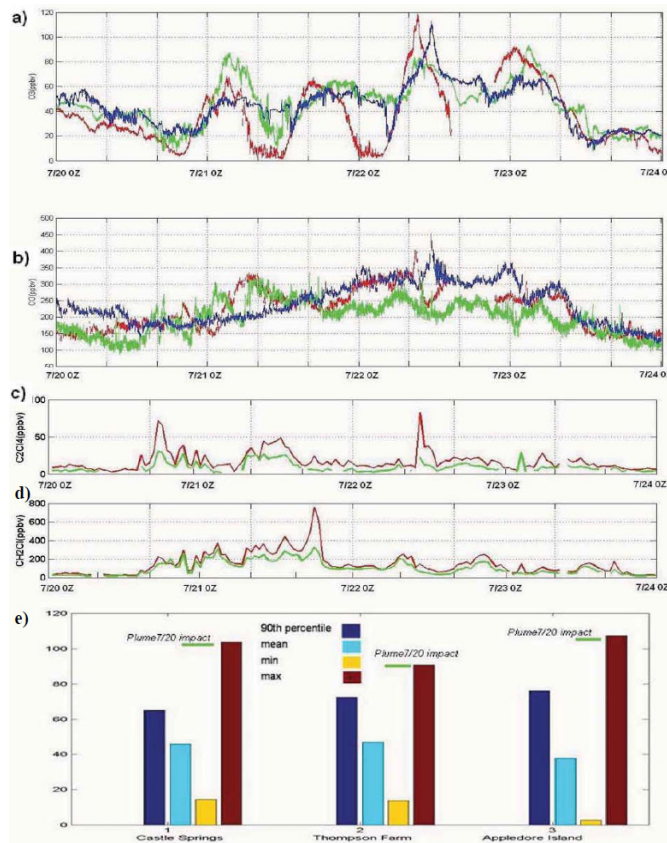 a)
120
100
80
60
40
20
0
O3(ppbv)
7/20 0Z 7/21 0Z 7/22 0Z 7/23 0Z 7/24 0
b)
500
450
400
350
300
250
200
150
100
50
CO(ppbv)
7/20 0Z 7/21 0Z 7/22 0Z 7/23 0Z 7/24 0
c)
00
50
0
C2Cl4(ppbv)
7/20 0Z 7/21 0Z 7/22 0Z 7/23 0Z 7/24 0Z
d)
800
600
400
200
0
CH2Cl(ppbv)
7/20 0Z 7/21 0Z 7/22 0Z 7/23 0Z 7/24 0Z
e)
120
100
80
60
40
20
0
90th percentile
mean
min
max
Plume7/20 impact
Plume7/20 impact
Plume7/20 impact
1 2 3
Castle Springs Thompson Farm Appledore Island